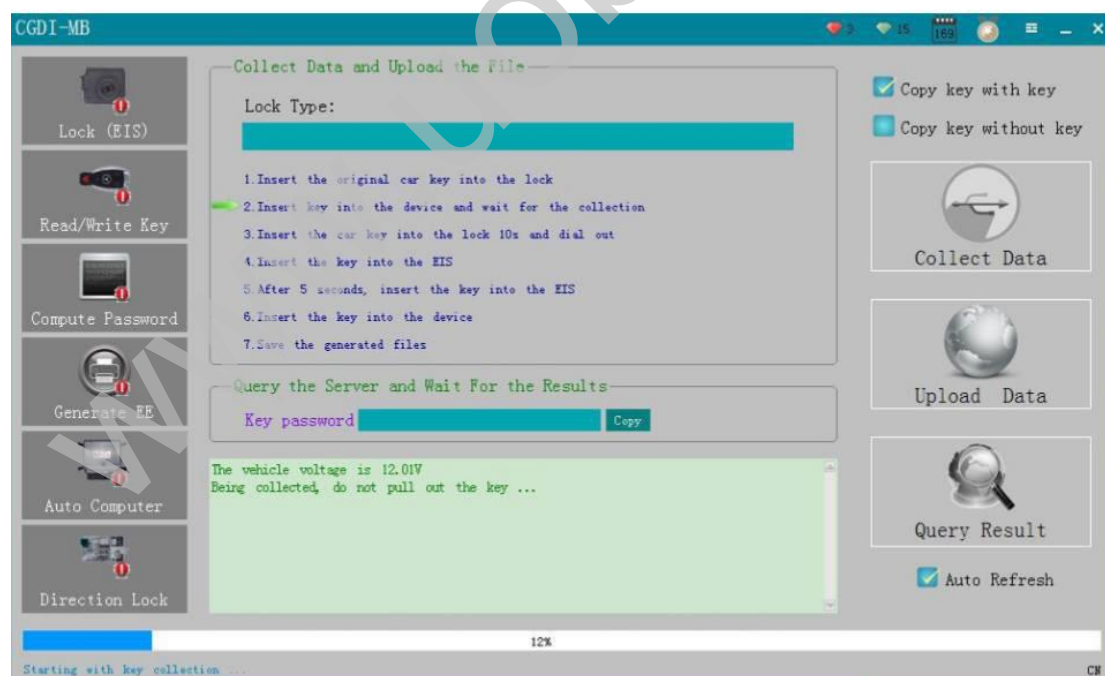 CGDI-MB
3
15
169
Lock (EIS)
Read/Write Key
Compute Password
Generate EE
Auto Computer
Direction Lock
Collect Data and Upload the File
Lock Type:
1.Insert the original car key into the lock
2.Insert key into the device and wait for the collection
3.Insert the car key into the lock 10s and dial out
4.Insert the key into the EIS
5.After 5 seconds, insert the key into the EIS
6.Insert the key into the device
7.Save the generated files
Query the Server and Wait For the Results
Key password
Copy
The vehicle voltage is 12.01V
Being collected, do not pull out the key ...
Copy key with key
Copy key without key
Collect Data
Upload Data
Query Result
Auto Refresh
12%
Starting with key collection ...
CN